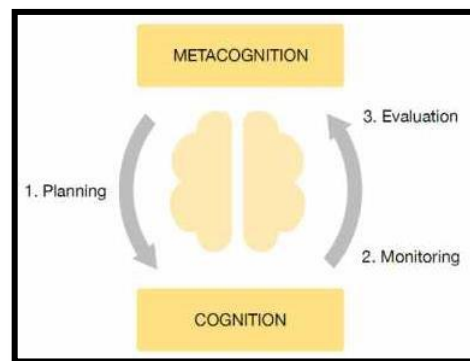 METACOGNITION
3. Evaluation
1. Planning
2. Monitoring
COGNITION